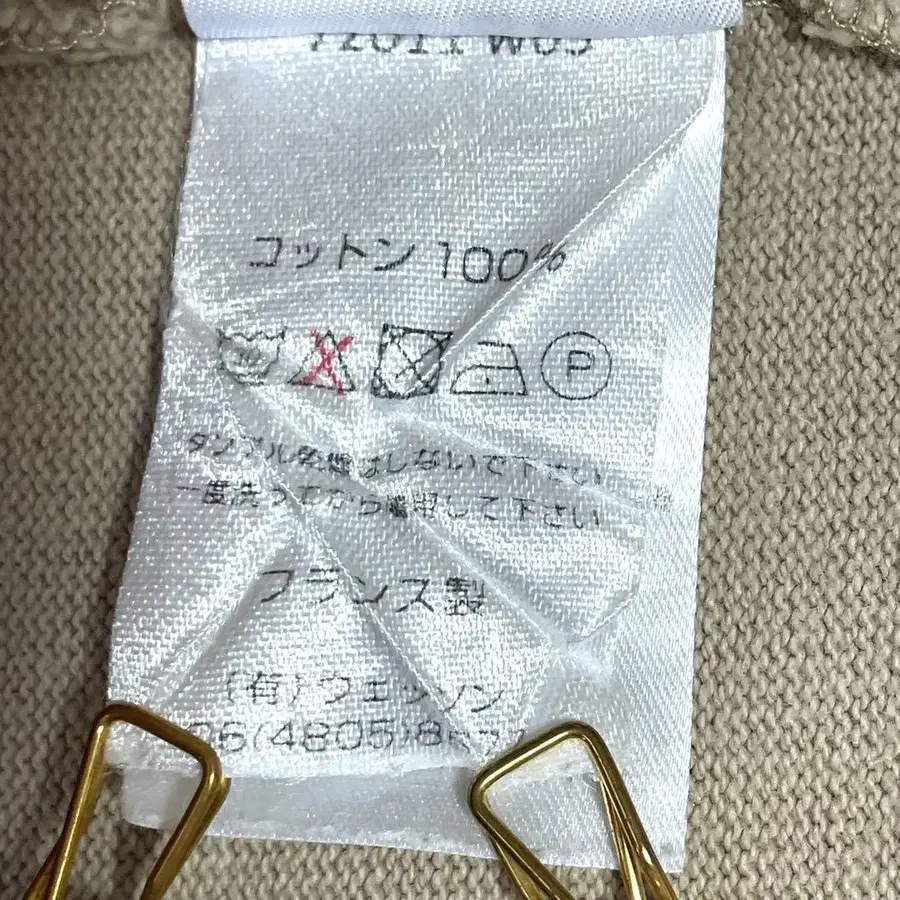 コットン 100%
P
タンブル乾燥はしないで下さい
一度洗ってから着用して下さい
フランス製
(有)ウェッソン